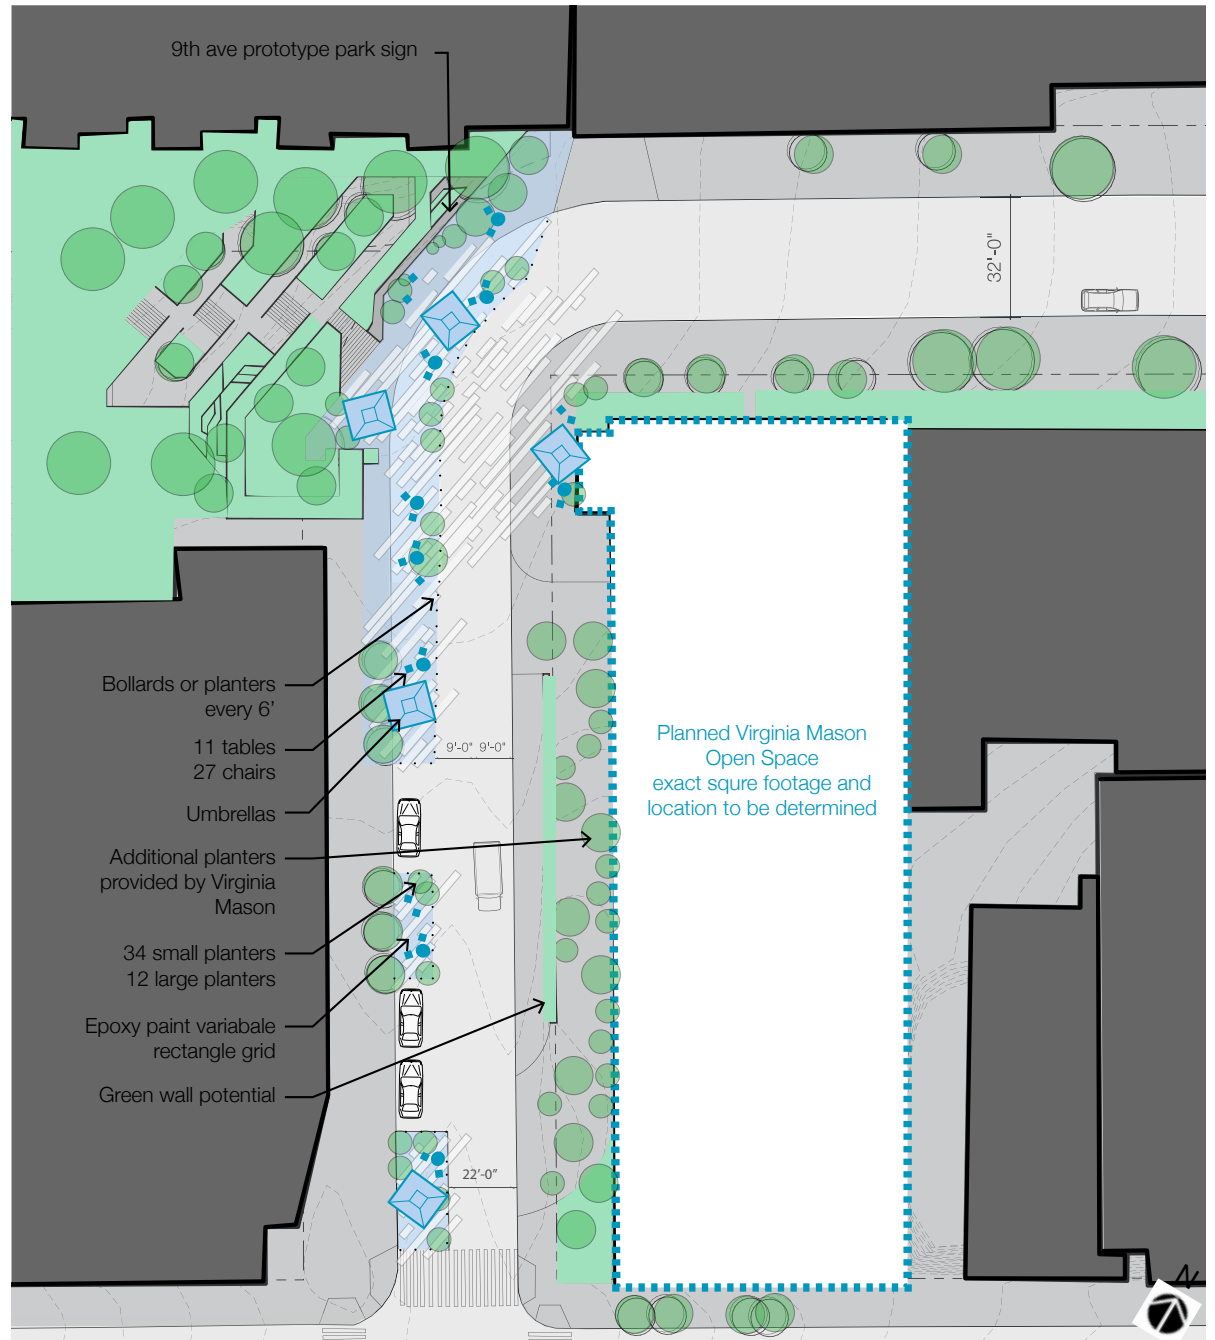 9th ave prototype park sign
32'-0"
Bollards or planters
every 6’
11 tables
27 chairs
Umbrellas
Additional planters
provided by Virginia
Mason
34 small planters
12 large planters
Epoxy paint variabale
rectangle grid
Green wall potential
9'-0" 9'-0"
Planned Virginia Mason
Open Space
exact squre footage and
location to be determined
22'-0"
N